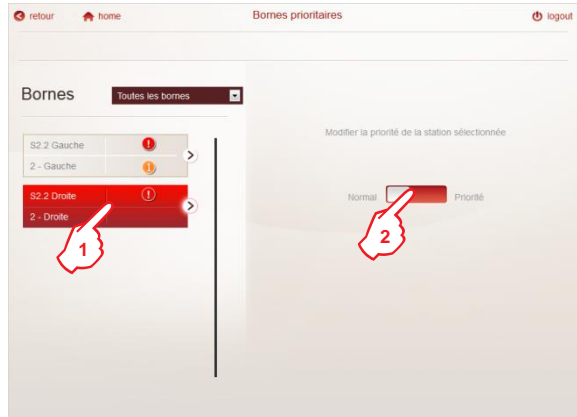 retour home Bornes prioritaires logout
Bornes Toutes les bornes
Modifier la priorité de la station sélectionnée
S2.2 Gauche !
2 - Gauche 1
S2.2 Droite !
2 - Droite
Normal Priorité
1
2